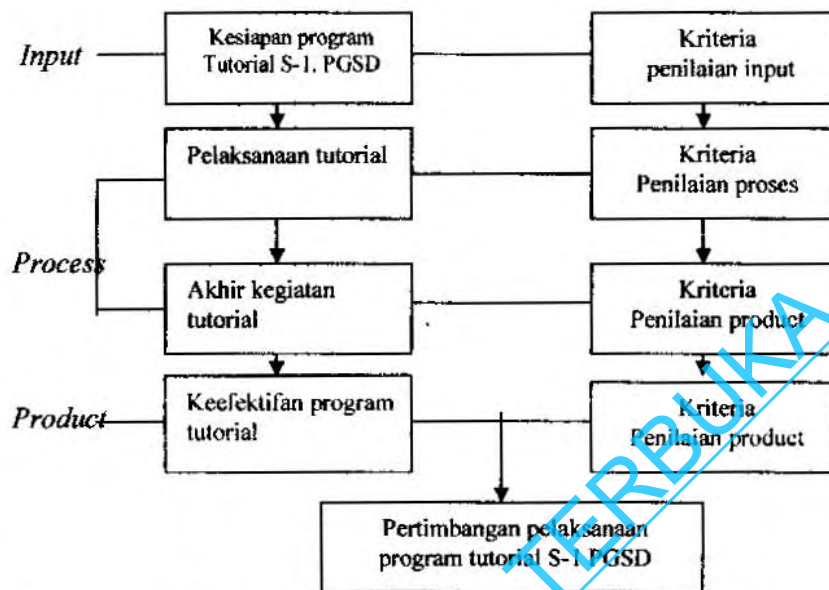 Input
Kesiapan program
Tutorial S-1. PGSD
Kriteria
penilaian input
Pelaksanaan tutorial
Kriteria
Penilaian proses
Process
Akhir kegiatan
tutorial
Kriteria
Penilaian product
Product
Keefektifan program
tutorial
Kriteria
Penilaian product
Pertimbangan pelaksanaan
program tutorial S-1 PGSD
TERBUKA